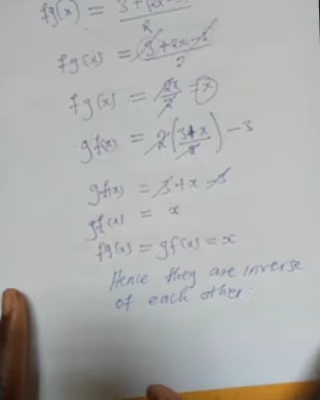 fg(x) = 3+(2x-3 / 2
fg(x) = 3+2x-3 / 2
fg(x) = 2x/2 = x
gf(x) = 2(3+x / 2) - 3
gf(x) = 3+x-3
gf(x) = x
fg(x) = gf(x) = x
Hence they are inverse
of each other.